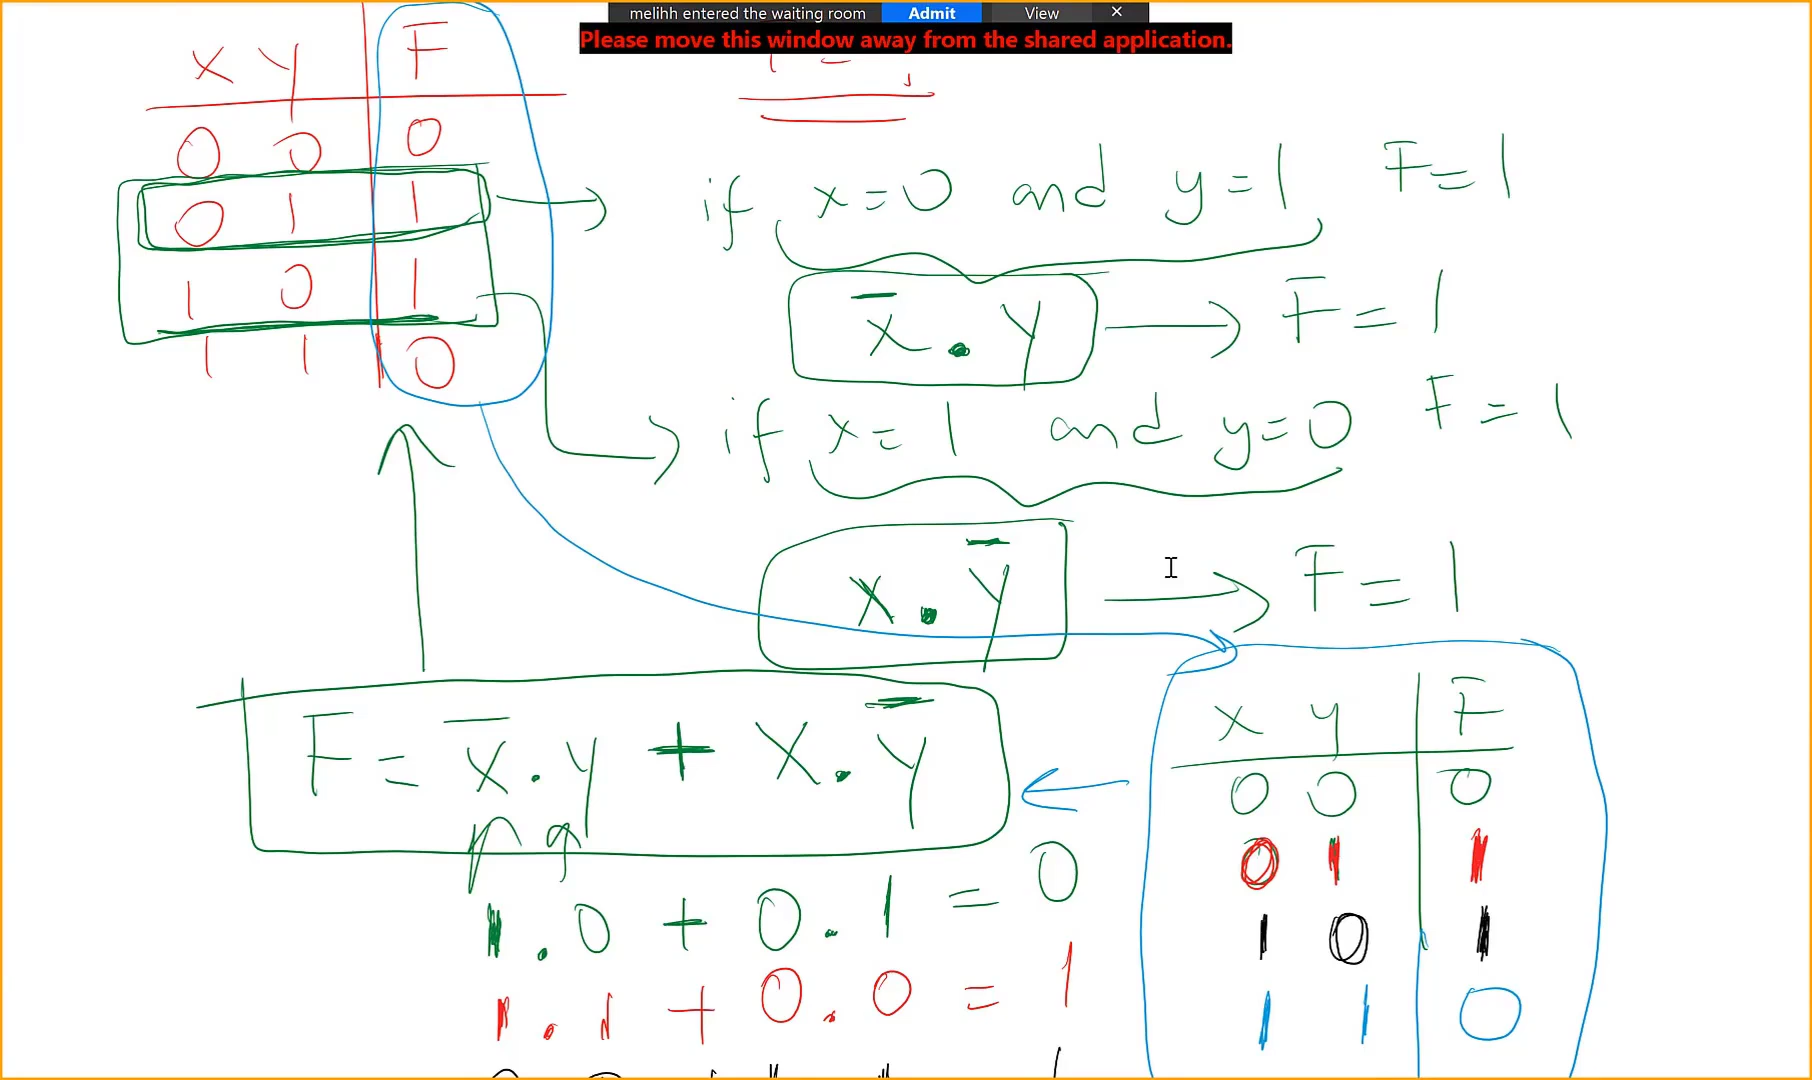 melihh entered the waiting room Admit View ×
Please move this window away from the shared application.
x y F
0 0 0
0 1 1
1 0 1
1 1 0
if x=0 and y=1, F=1
x̅ . y → F = 1
if x=1 and y=0 F=1
x . y̅ → F = 1
F = x̅.y + x.y̅
1.0 + 0.1 = 0
1.1 + 0.0 = 1
x y F
0 0 0
0 1 1
1 0 1
1 1 0